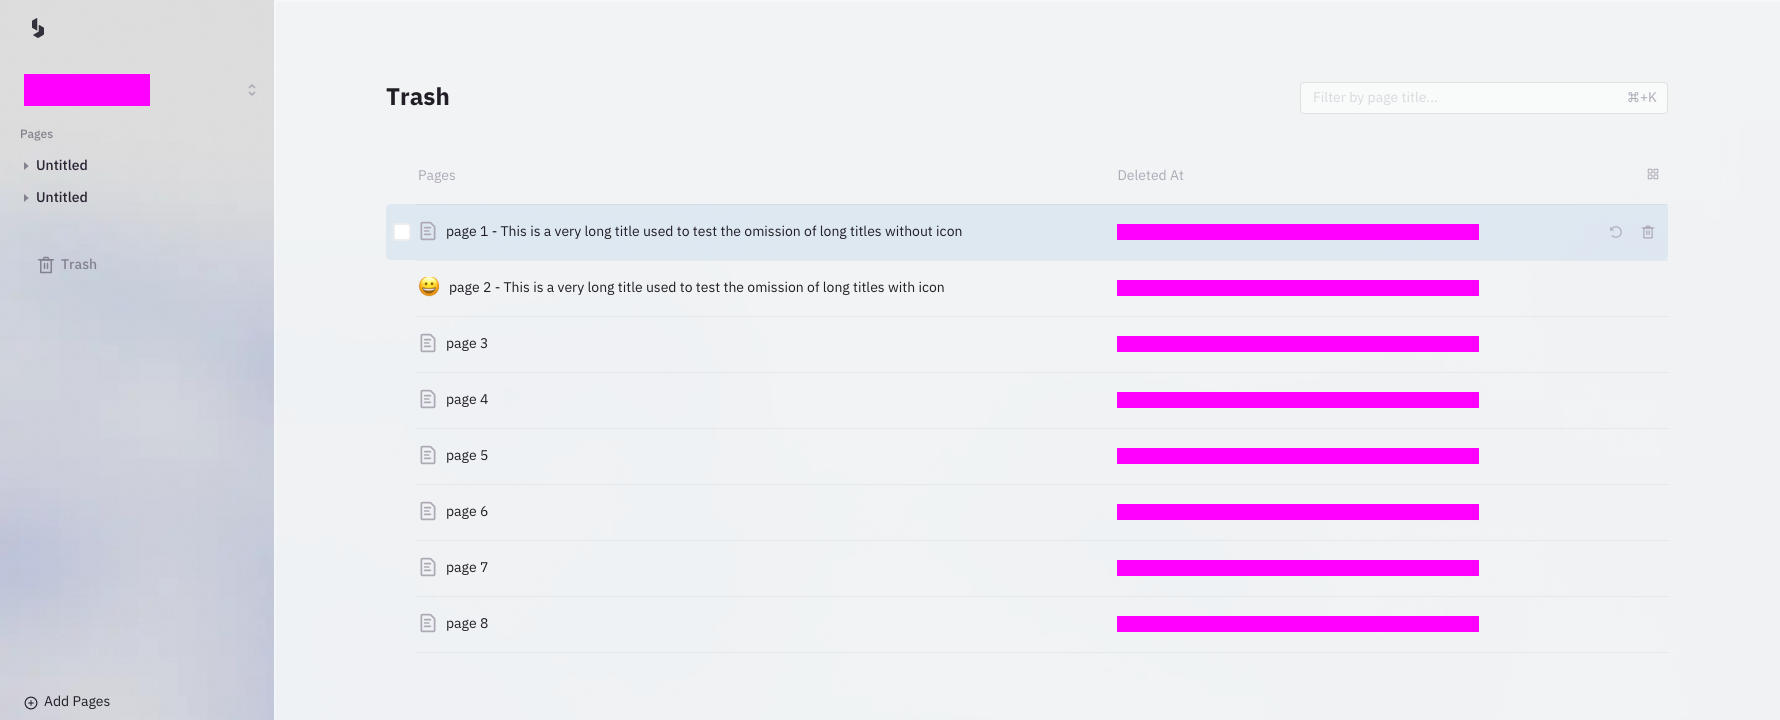 Pages
Untitled
Untitled
Trash
Add Pages
Trash
Filter by page title...
⌘+K
Pages
Deleted At
page 1 - This is a very long title used to test the omission of long titles without icon
page 2 - This is a very long title used to test the omission of long titles with icon
page 3
page 4
page 5
page 6
page 7
page 8